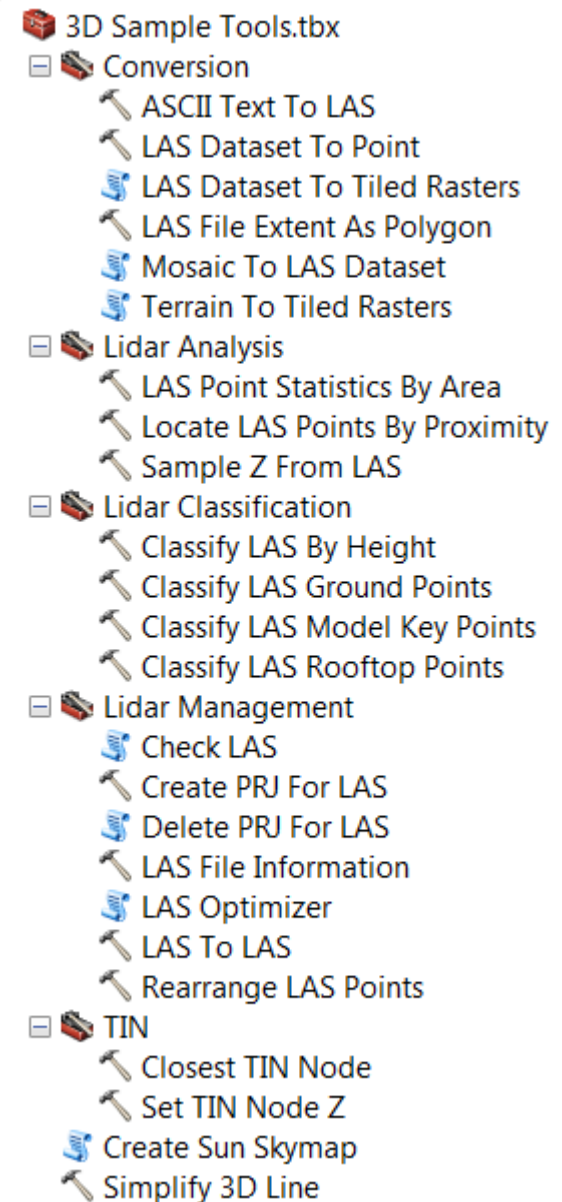 3D Sample Tools.tbx
Conversion
ASCII Text To LAS
LAS Dataset To Point
LAS Dataset To Tiled Rasters
LAS File Extent As Polygon
Mosaic To LAS Dataset
Terrain To Tiled Rasters
Lidar Analysis
LAS Point Statistics By Area
Locate LAS Points By Proximity
Sample Z From LAS
Lidar Classification
Classify LAS By Height
Classify LAS Ground Points
Classify LAS Model Key Points
Classify LAS Rooftop Points
Lidar Management
Check LAS
Create PRJ For LAS
Delete PRJ For LAS
LAS File Information
LAS Optimizer
LAS To LAS
Rearrange LAS Points
TIN
Closest TIN Node
Set TIN Node Z
Create Sun Skymap
Simplify 3D Line